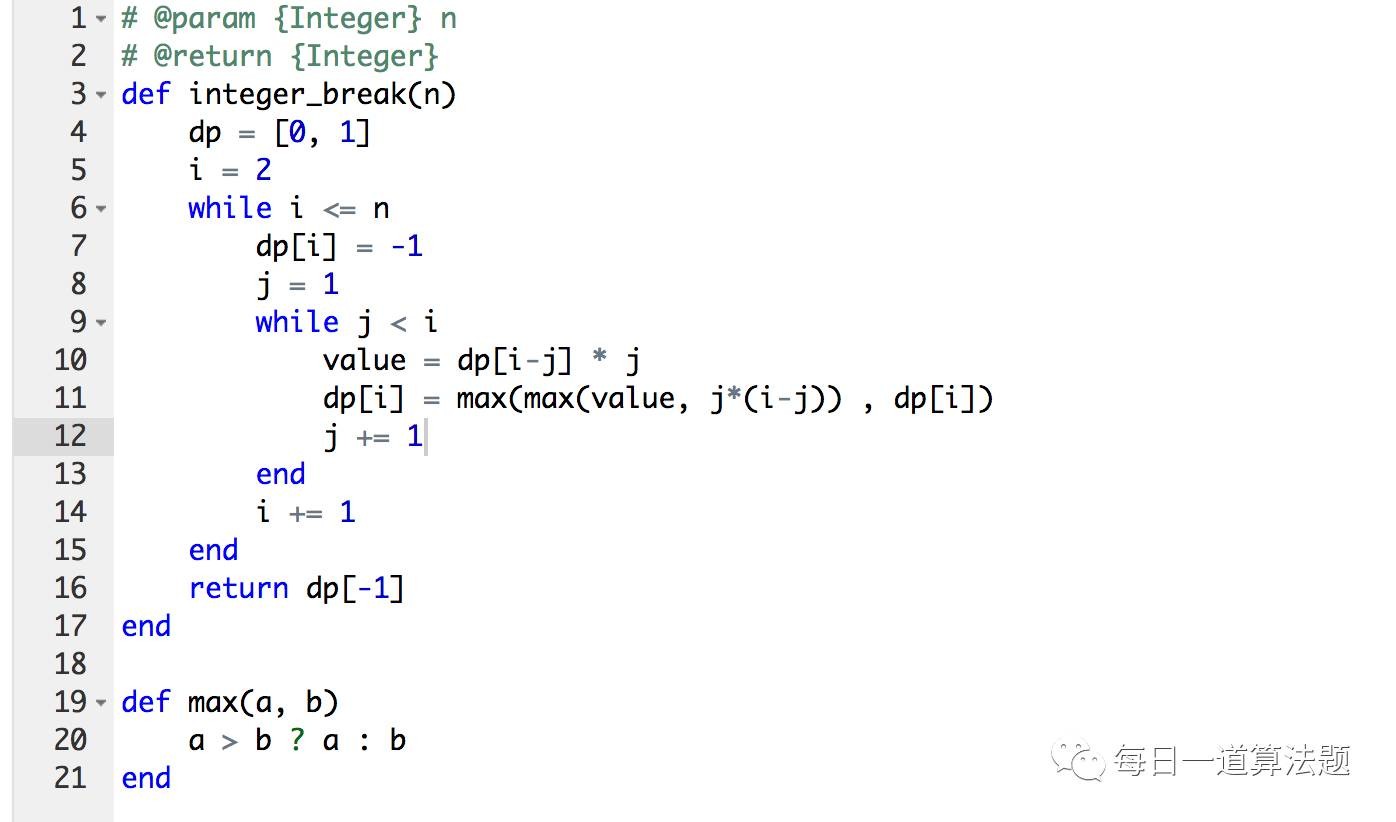 1 # @param {Integer} n
2 # @return {Integer}
3 def integer_break(n)
4     dp = [0, 1]
5     i = 2
6     while i <= n
7         dp[i] = -1
8         j = 1
9         while j < i
10             value = dp[i-j] * j
11             dp[i] = max(max(value, j*(i-j)) , dp[i])
12             j += 1
13         end
14         i += 1
15     end
16     return dp[-1]
17 end
18
19 def max(a, b)
20     a > b ? a : b
21 end
每日一道算法题